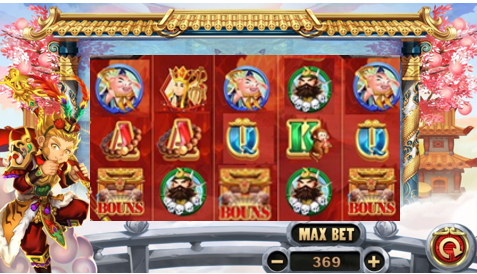 A A Q K Q
BOUNS BOUNS BOUNS
MAX BET
− 369 +